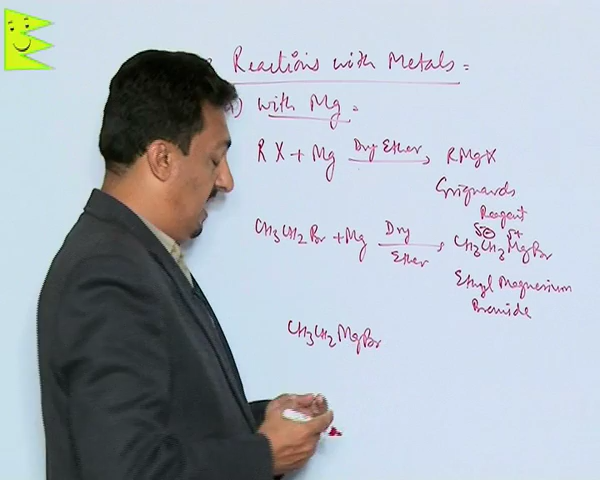 Reactions with Metals :
) with Mg :
R X + Mg Dry Ether RMgX
Grignards
Reagent
δ⊖ δ+
CH3CH2Br + Mg Dry Ether CH3CH2MgBr
Ethyl Megnesium
Bromide
CH3CH2MgBr